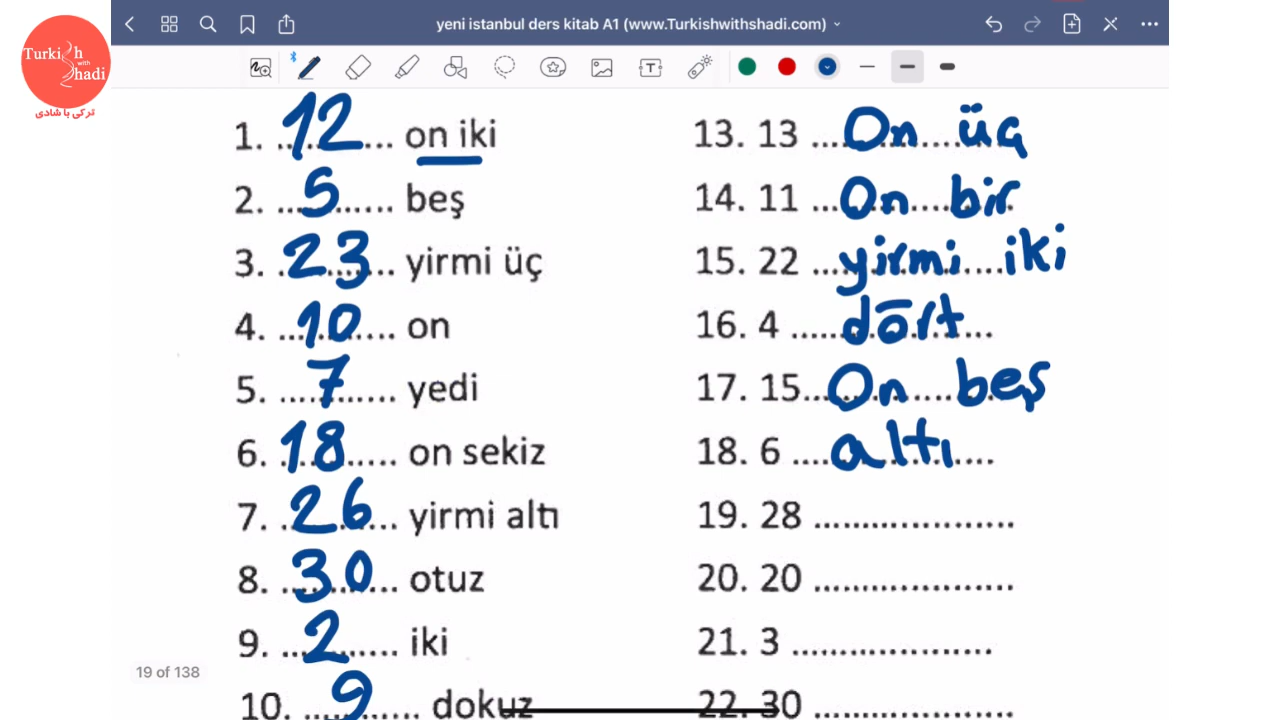 yeni istanbul ders kitab A1 (www.Turkishwithshadi.com)
Turkish
with
Shadi
ترکی با شادی
1. 12 on iki
2. 5 beş
3. 23 yirmi üç
4. 10 on
5. 7 yedi
6. 18 on sekiz
7. 26 yirmi altı
8. 30 otuz
9. 2 iki
10. 9 dokuz
13. 13 On üç
14. 11 On bir
15. 22 yirmi iki
16. 4 dört
17. 15 On beş
18. 6 altı
19. 28
20. 20
21. 3
22. 30
19 of 138